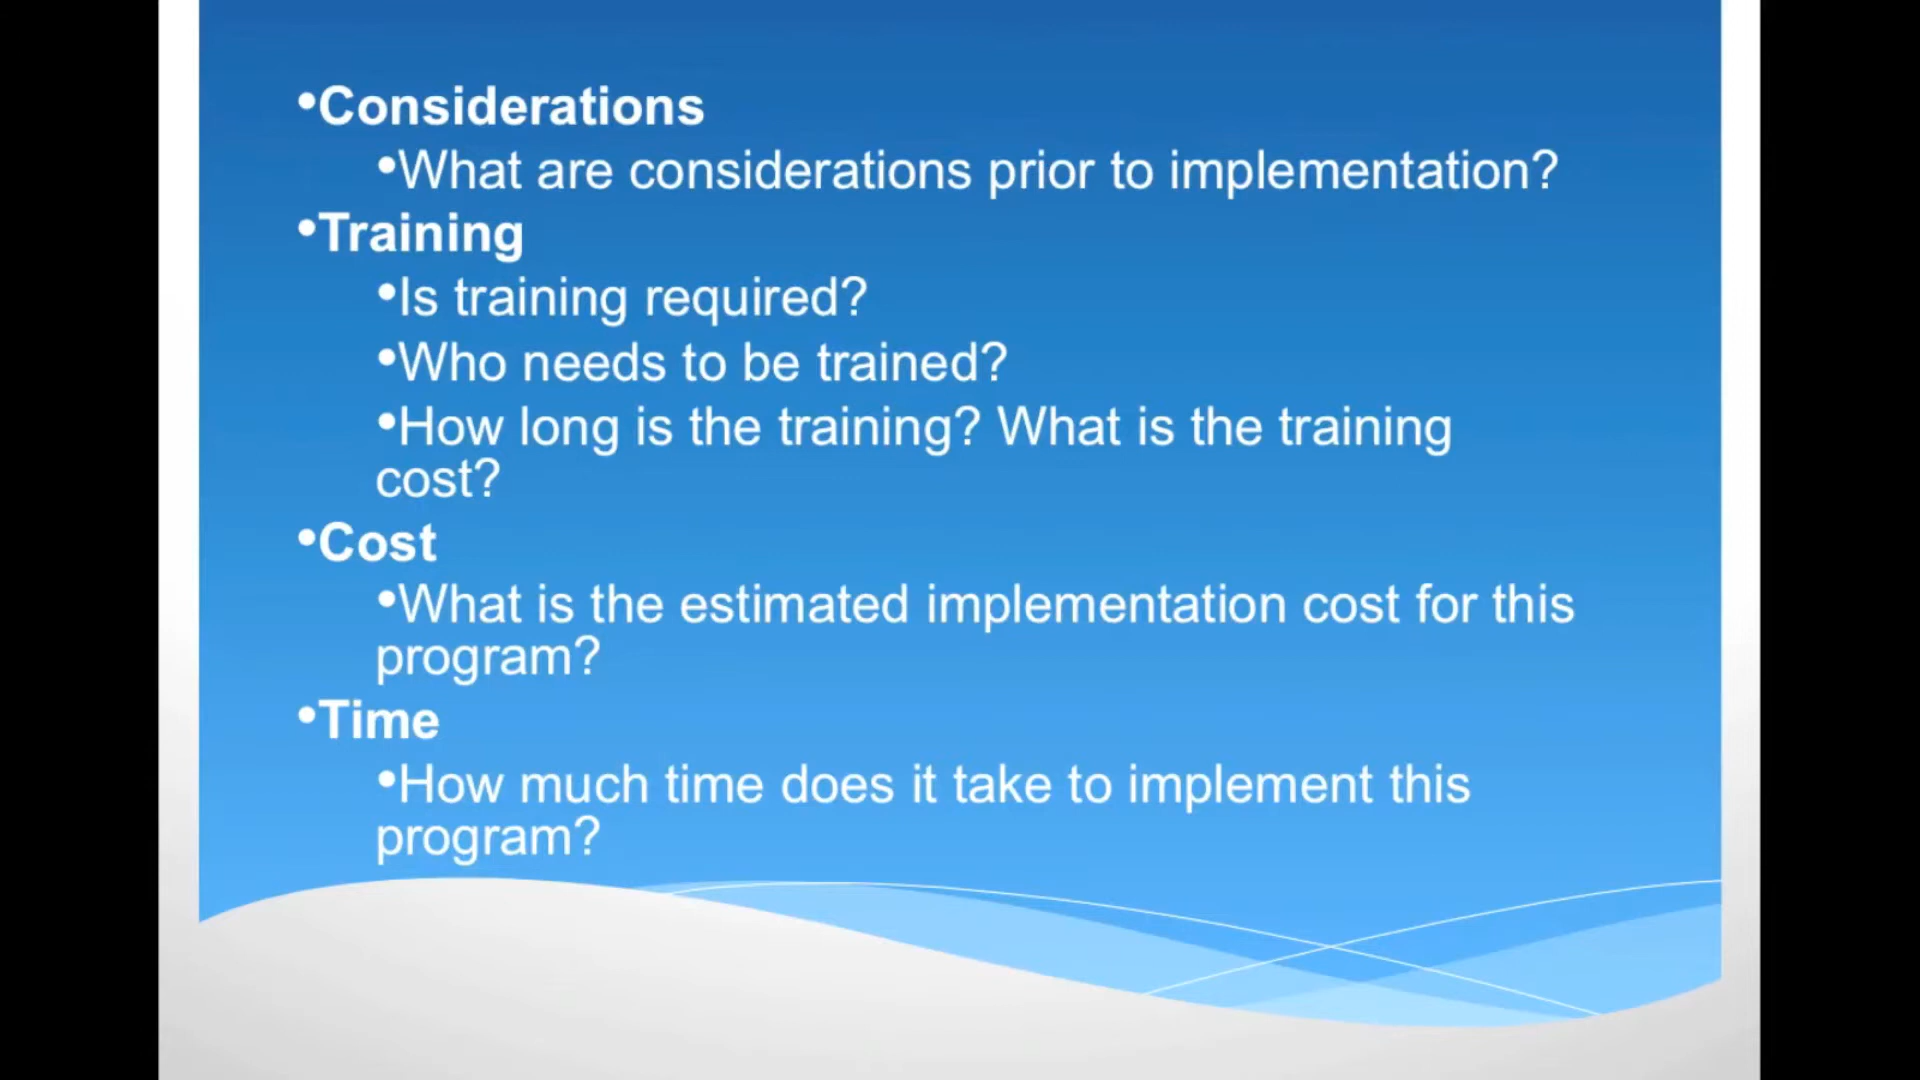 •Considerations
•What are considerations prior to implementation?
•Training
•Is training required?
•Who needs to be trained?
•How long is the training? What is the training
cost?
•Cost
•What is the estimated implementation cost for this
program?
•Time
•How much time does it take to implement this
program?